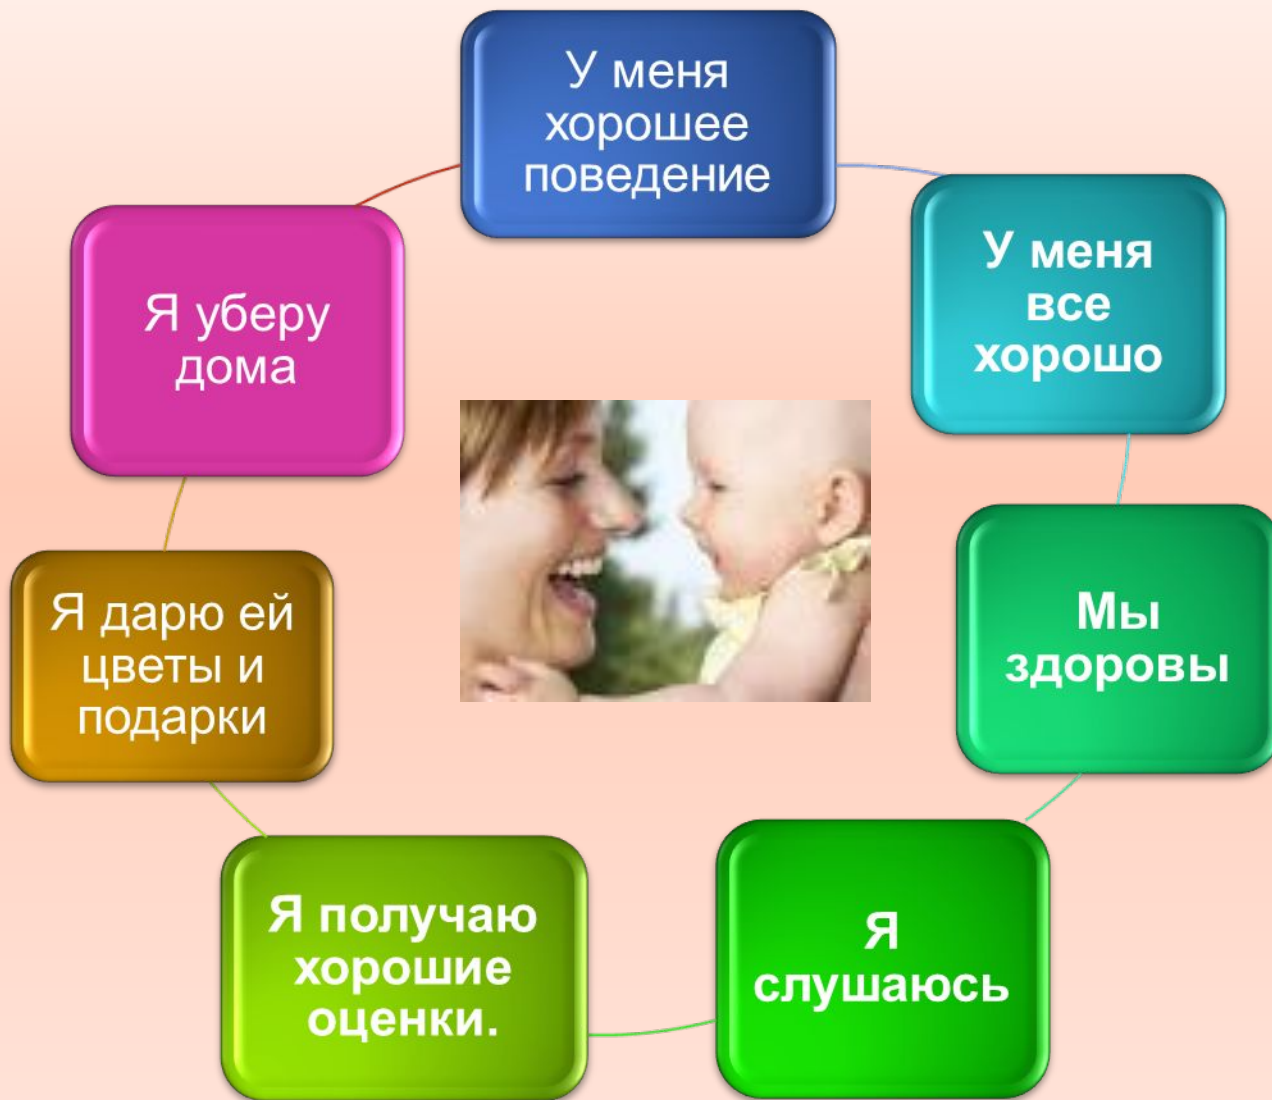 У меня
хорошее
поведение
У меня
все
хорошо
Мы
здоровы
Я
слушаюсь
Я получаю
хорошие
оценки.
Я дарю ей
цветы и
подарки
Я уберу
дома